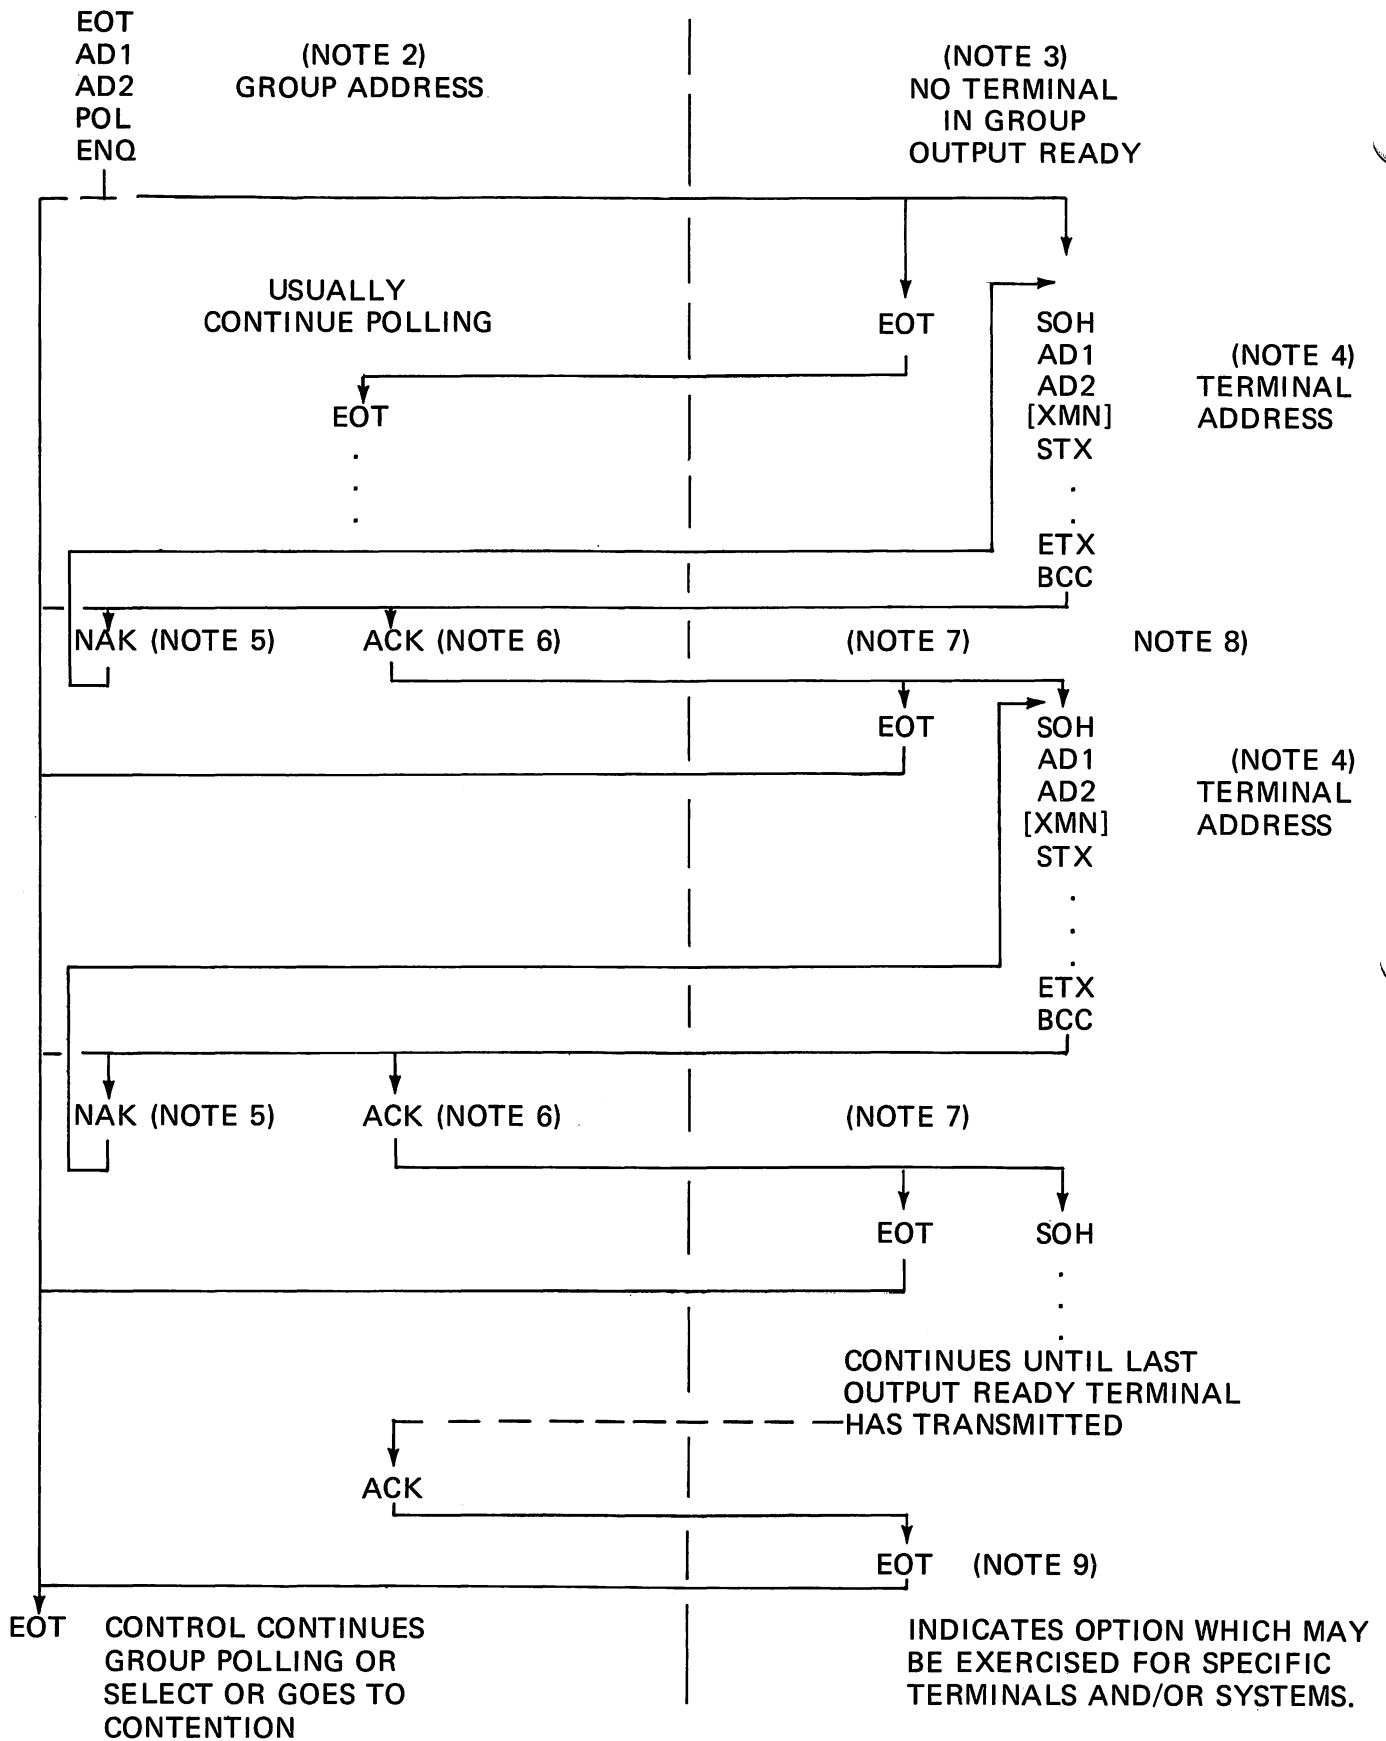 EOT
AD1
AD2
POL
ENQ
(NOTE 2)
GROUP ADDRESS
(NOTE 3)
NO TERMINAL
IN GROUP
OUTPUT READY
USUALLY
CONTINUE POLLING
EOT
EOT
SOH
AD1
AD2
[XMN]
STX
.
.
ETX
BCC
(NOTE 4)
TERMINAL
ADDRESS
.
.
.
NAK (NOTE 5)
ACK (NOTE 6)
(NOTE 7)
NOTE 8)
EOT
SOH
AD1
AD2
[XMN]
STX
.
.
.
ETX
BCC
(NOTE 4)
TERMINAL
ADDRESS
NAK (NOTE 5)
ACK (NOTE 6)
(NOTE 7)
EOT
SOH
.
.
.
CONTINUES UNTIL LAST
OUTPUT READY TERMINAL
HAS TRANSMITTED
ACK
EOT (NOTE 9)
EOT
CONTROL CONTINUES
GROUP POLLING OR
SELECT OR GOES TO
CONTENTION
INDICATES OPTION WHICH MAY
BE EXERCISED FOR SPECIFIC
TERMINALS AND/OR SYSTEMS.